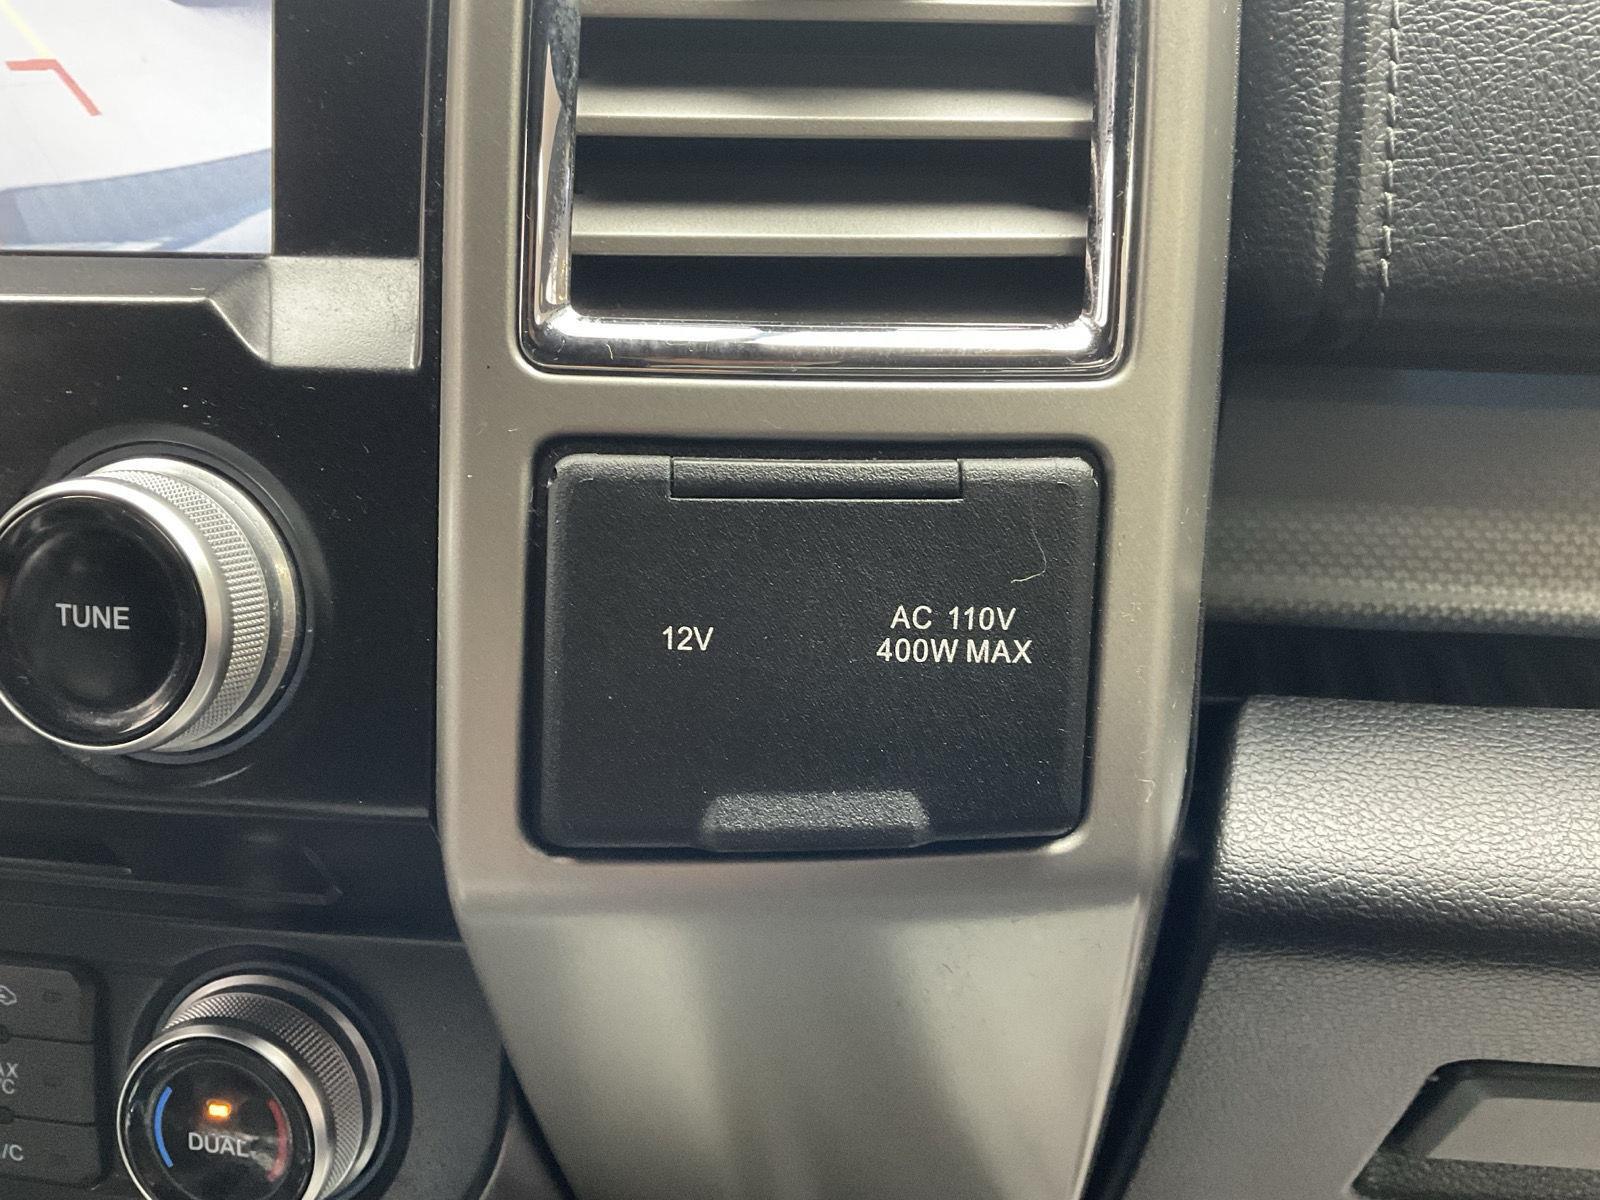 TUNE
12V
AC 110V
400W MAX
DUAL